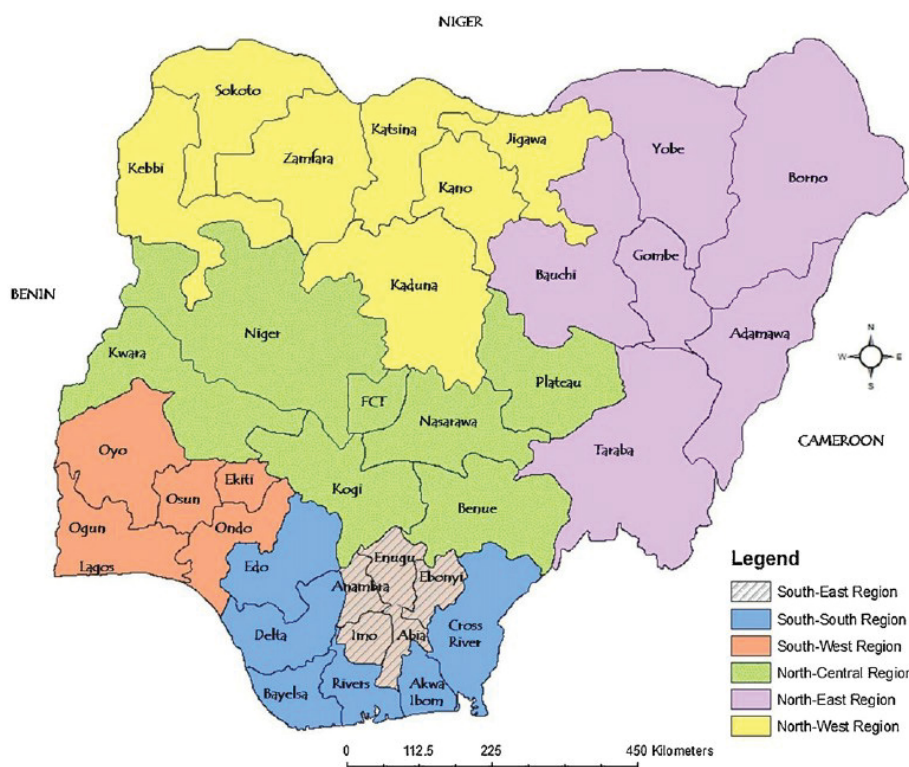 NIGER
Sokoto
Katsina
Jigawa
Kebbi
Zamfara
Kano
Yobe
Borno
BENIN
Kaduna
Bauchi
Gombe
Niger
Adamawa
Kwara
Plateau
FCT
Nasarawa
N
W E
S
Oyo
Taraba
CAMEROON
Ekiti
Osun
Kogi
Benue
Ogun
Ondo
Lagos
Edo
Enugu
Anambra
Ebonyi
Delta
Imo
Abia
Cross
River
Bayelsa
Rivers
Akwa
Ibom
Legend
South-East Region
South-South Region
South-West Region
North-Central Region
North-East Region
North-West Region
0 112.5 225 450 Kilometers